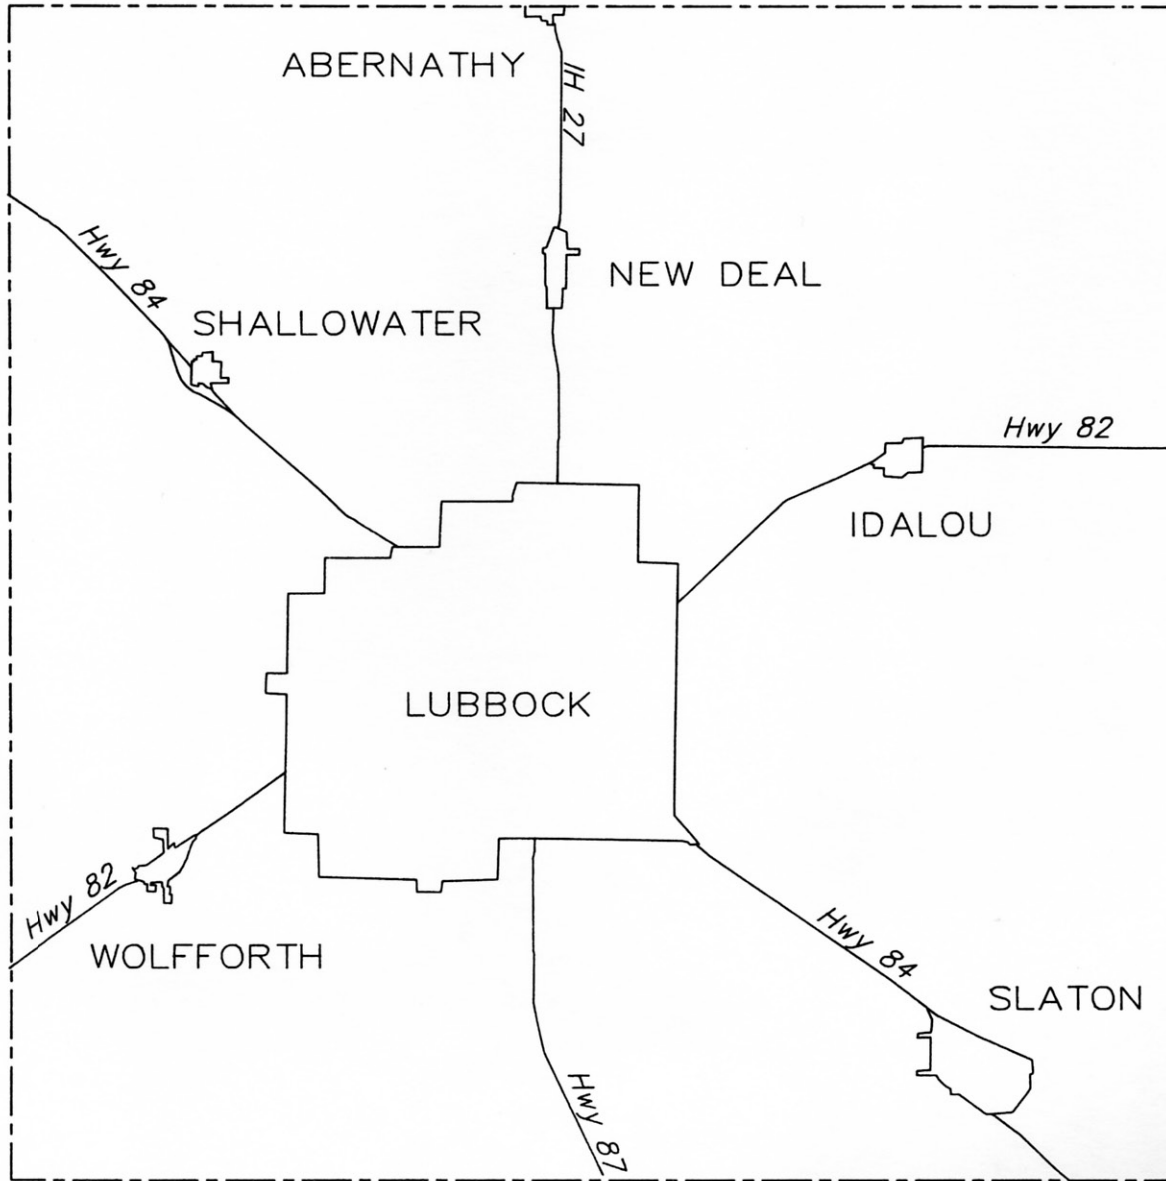 ABERNATHY
IH 27
Hwy 84
NEW DEAL
SHALLOWATER
Hwy 82
IDALOU
LUBBOCK
Hwy 82
WOLFFORTH
Hwy 84
SLATON
Hwy 87